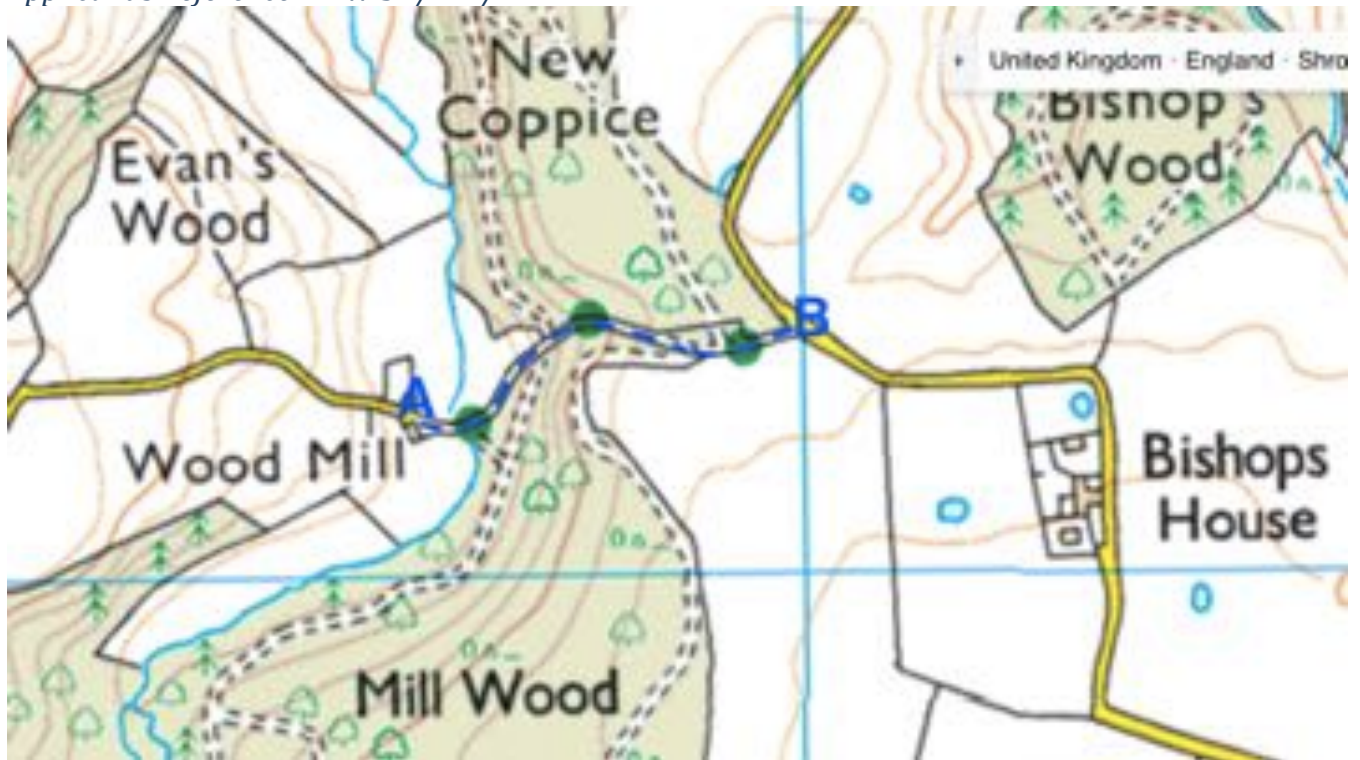 New
Coppice
United Kingdom · England · Shro
Bishop's
Wood
Evan's
Wood
A
B
Wood Mill
Bishops
House
Mill Wood